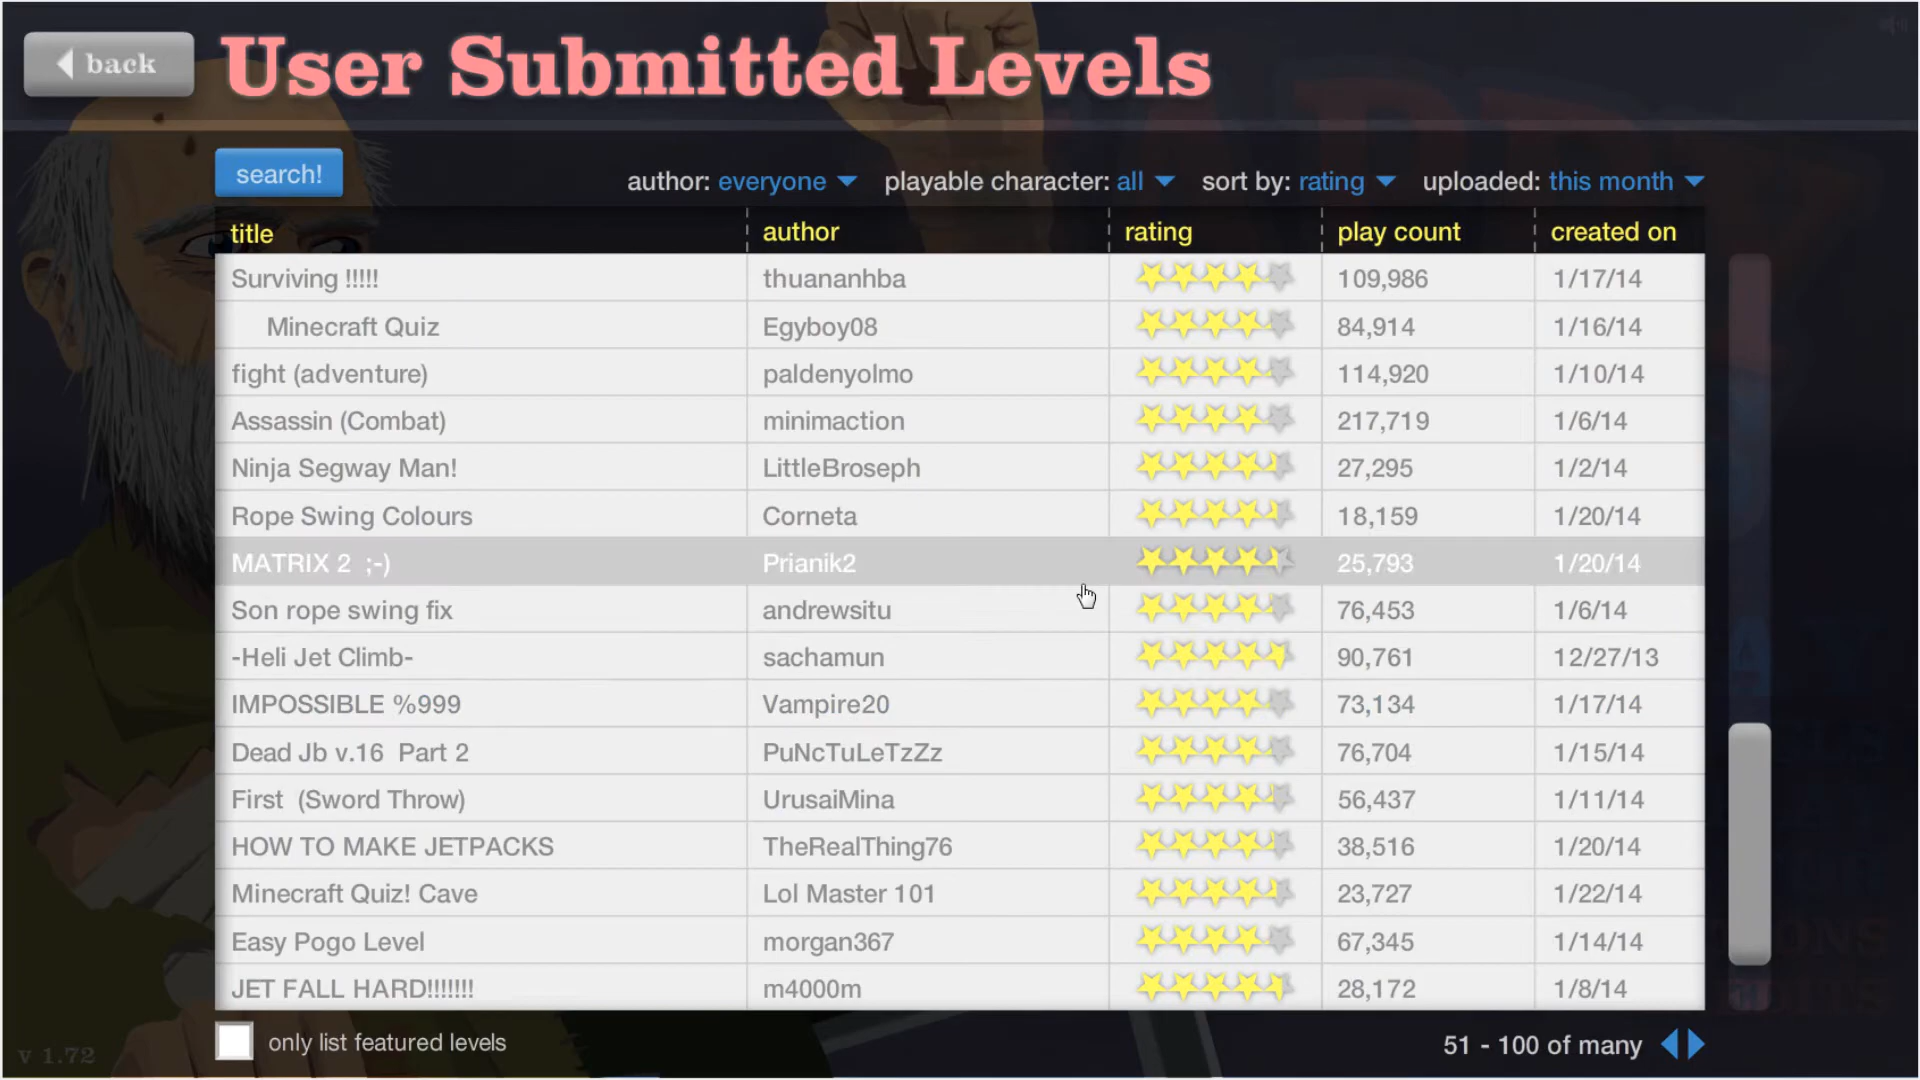 back
User Submitted Levels
search!
author: everyone playable character: all sort by: rating uploaded: this month
title author rating play count created on
Surviving !!!!! thuananhba 109,986 1/17/14
Minecraft Quiz Egyboy08 84,914 1/16/14
fight (adventure) paldenyolmo 114,920 1/10/14
Assassin (Combat) minimaction 217,719 1/6/14
Ninja Segway Man! LittleBroseph 27,295 1/2/14
Rope Swing Colours Corneta 18,159 1/20/14
MATRIX 2 ;-) Prianik2 25,793 1/20/14
Son rope swing fix andrewsitu 76,453 1/6/14
-Heli Jet Climb- sachamun 90,761 12/27/13
IMPOSSIBLE %999 Vampire20 73,134 1/17/14
Dead Jb v.16 Part 2 PuNcTuLeTzZz 76,704 1/15/14
First (Sword Throw) UrusaiMina 56,437 1/11/14
HOW TO MAKE JETPACKS TheRealThing76 38,516 1/20/14
Minecraft Quiz! Cave Lol Master 101 23,727 1/22/14
Easy Pogo Level morgan367 67,345 1/14/14
JET FALL HARD!!!!!!! m4000m 28,172 1/8/14
only list featured levels
51 - 100 of many
v 1.72